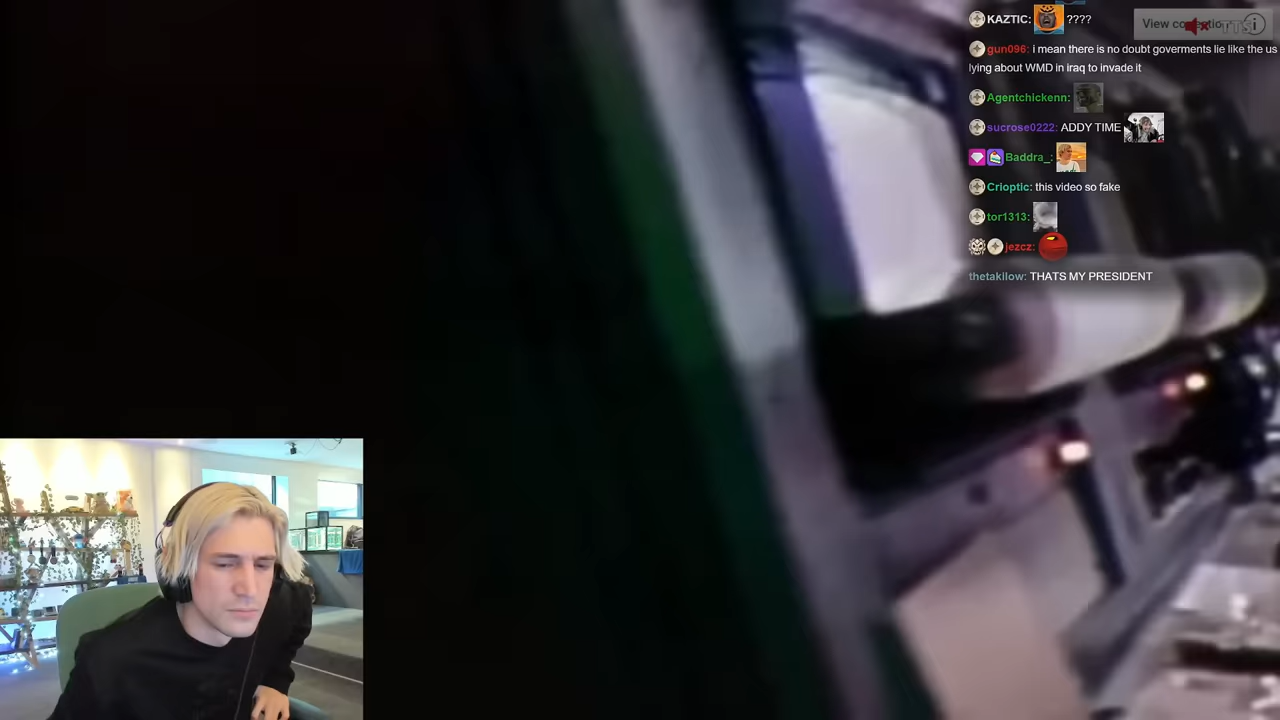 KAZTIC: ????
View
gun096: i mean there is no doubt goverments lie like the us
lying about WMD in iraq to invade it
Agentchickenn:
sucrose0222: ADDY TIME
Baddra_:
Crioptic: this video so fake
tor1313:
jezcz:
thetakilow: THATS MY PRESIDENT